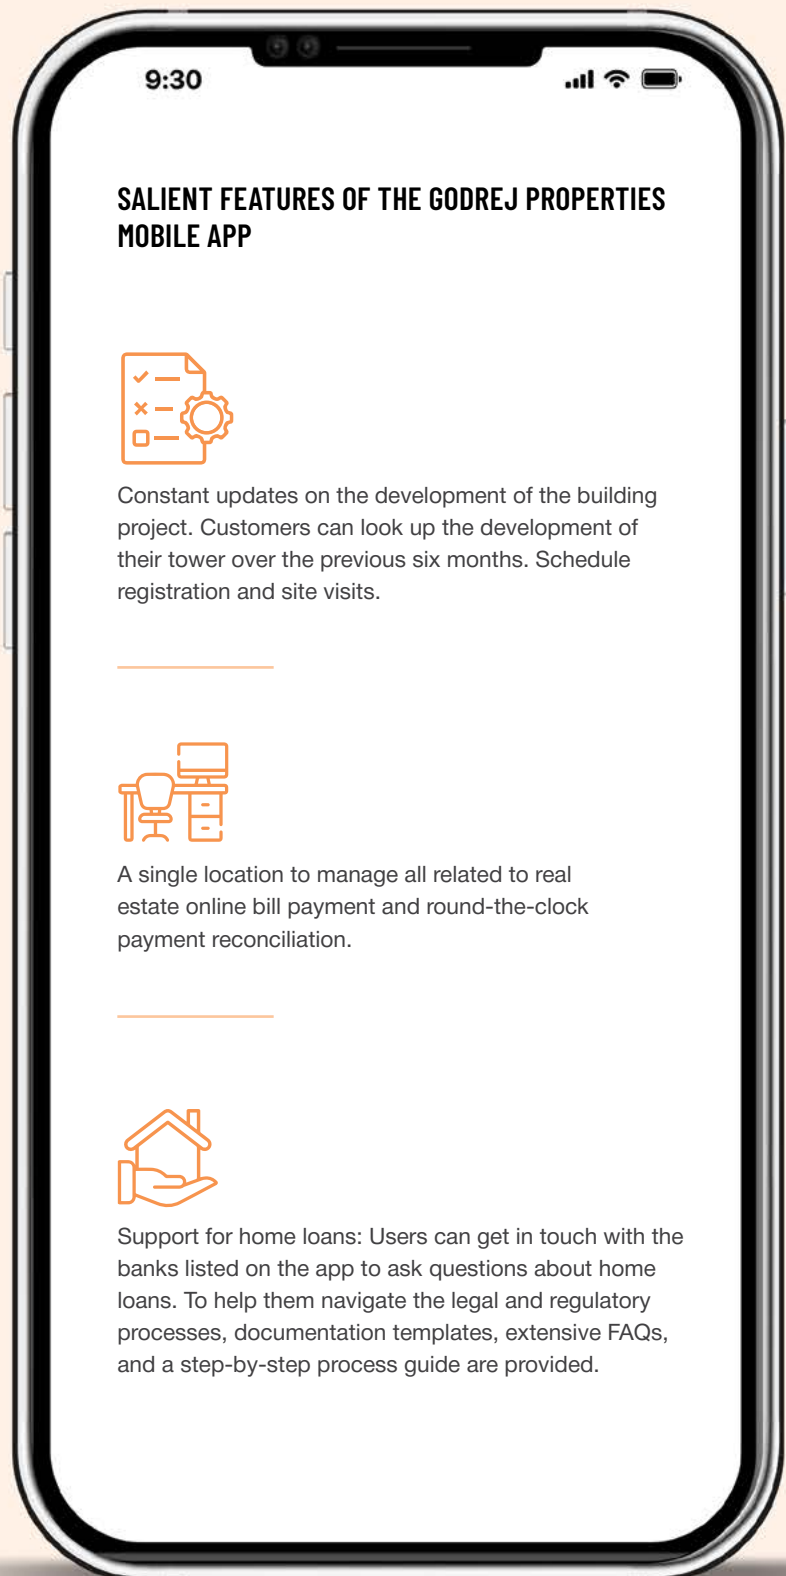 9:30
SALIENT FEATURES OF THE GODREJ PROPERTIES
MOBILE APP
Constant updates on the development of the building
project. Customers can look up the development of
their tower over the previous six months. Schedule
registration and site visits.
A single location to manage all related to real
estate online bill payment and round-the-clock
payment reconciliation.
Support for home loans: Users can get in touch with the
banks listed on the app to ask questions about home
loans. To help them navigate the legal and regulatory
processes, documentation templates, extensive FAQs,
and a step-by-step process guide are provided.